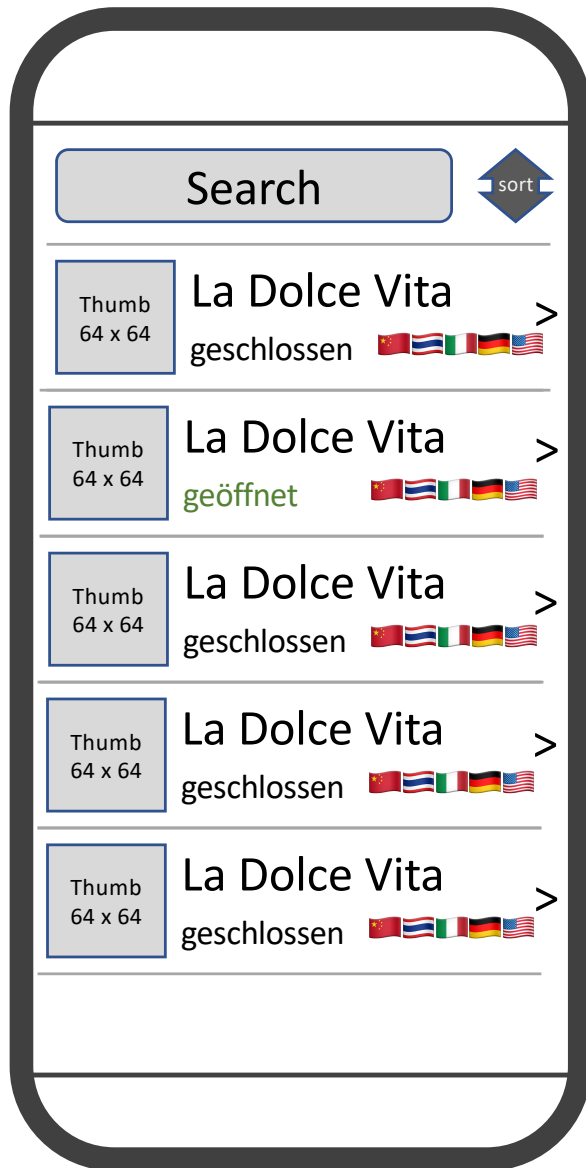 Search
sort
Thumb
64 x 64
La Dolce Vita
>
geschlossen
Thumb
64 x 64
La Dolce Vita
>
geöffnet
Thumb
64 x 64
La Dolce Vita
>
geschlossen
Thumb
64 x 64
La Dolce Vita
>
geschlossen
Thumb
64 x 64
La Dolce Vita
>
geschlossen